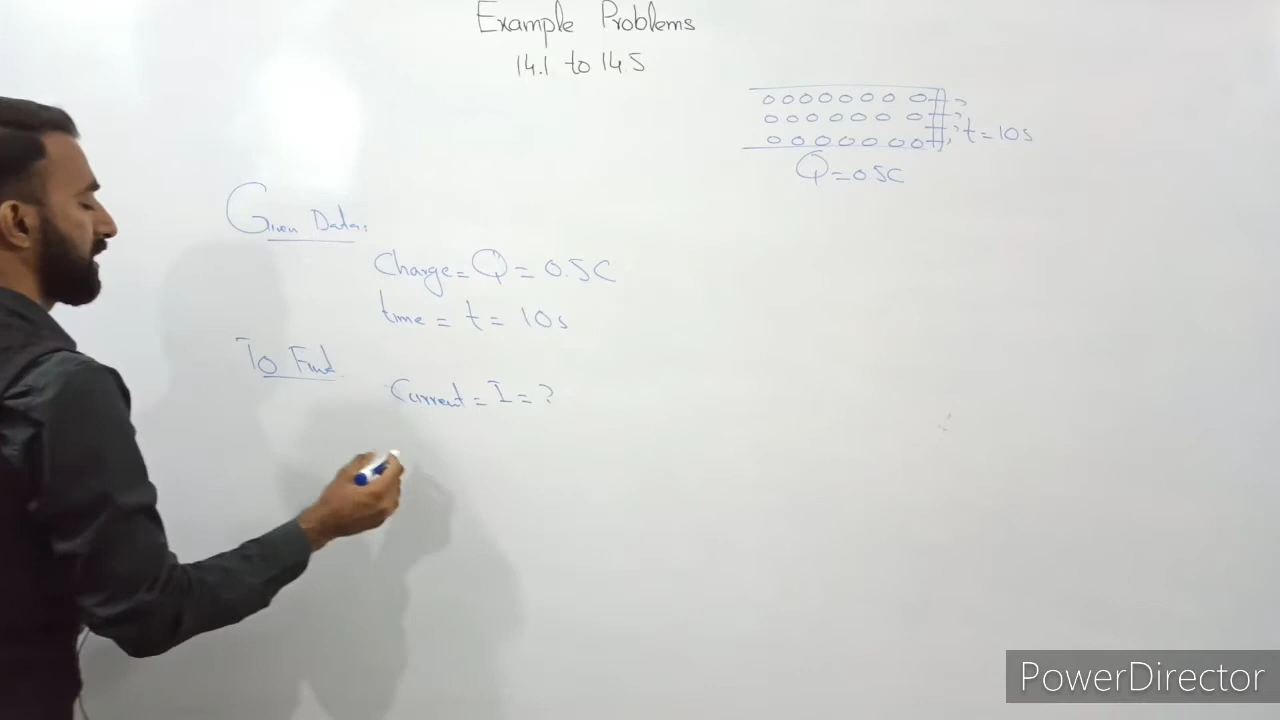 Example Problems
14.1 to 14.5
t = 10s
Q = 0.5C
Given Data:
Charge = Q = 0.5C
time = t = 10s
To Find
Current = I = ?
PowerDirector